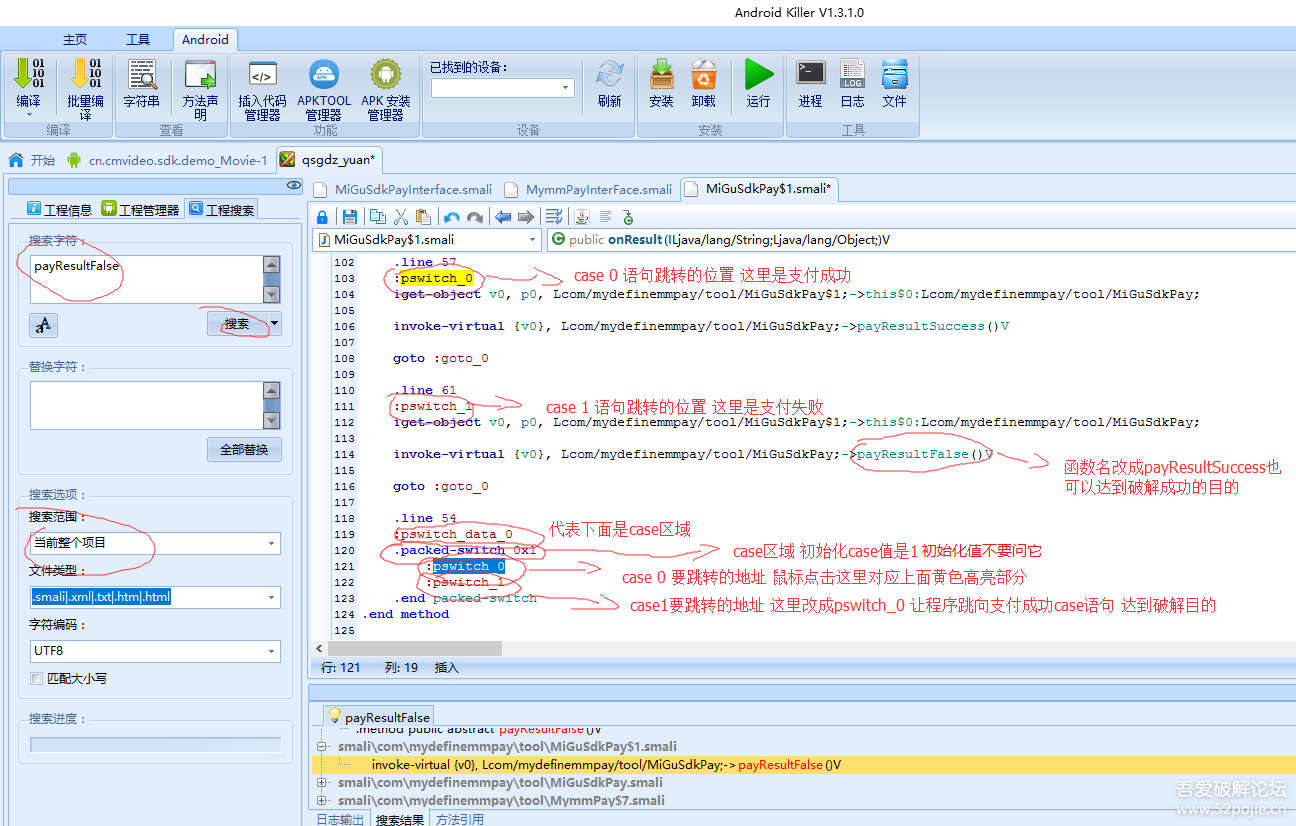 Android Killer V1.3.1.0
主页 工具 Android
编译 批量编译 字符串 方法声明 插入代码管理器 APKTOOL管理器 APK 安装管理器 已找到的设备: 刷新 安装 卸载 运行 进程 日志 文件
编译 查看 功能 设备 安装 工具
开始 cn.cmvideo.sdk.demo_Movie-1 qsgdz_yuan*
工程信息 工程管理器 工程搜索
搜索字符:
payResultFalse
搜索
替换字符:
全部替换
搜索选项:
搜索范围:
当前整个项目
文件类型:
.smali|.xml|.txt|.htm|.html
字符编码:
UTF8
匹配大小写
搜索进度:
MiGuSdkPayInterface.smali MymmPayInterFace.smali MiGuSdkPay$1.smali*
MiGuSdkPay$1.smali public onResult(ILjava/lang/String;Ljava/lang/Object;)V
102 .line 57
103 :pswitch_0 case 0 语句跳转的位置 这里是支付成功
104 iget-object v0, p0, Lcom/mydefinemmpay/tool/MiGuSdkPay$1;->this$0:Lcom/mydefinemmpay/tool/MiGuSdkPay;
105
106 invoke-virtual {v0}, Lcom/mydefinemmpay/tool/MiGuSdkPay;->payResultSuccess()V
107
108 goto :goto_0
109
110 .line 61
111 :pswitch_1 case 1 语句跳转的位置 这里是支付失败
112 iget-object v0, p0, Lcom/mydefinemmpay/tool/MiGuSdkPay$1;->this$0:Lcom/mydefinemmpay/tool/MiGuSdkPay;
113
114 invoke-virtual {v0}, Lcom/mydefinemmpay/tool/MiGuSdkPay;->payResultFalse()V
函数名改成payResultSuccess也
可以达到破解成功的目的
115
116 goto :goto_0
117
118 .line 54
119 :pswitch_data_0 代表下面是case区域
120 .packed-switch 0x1 case区域 初始化case值是1 初始化值不要问它
121 :pswitch_0 case 0 要跳转的地址 鼠标点击这里对应上面黄色高亮部分
122 :pswitch_1
123 .end packed-switch case1要跳转的地址 这里改成pswitch_0 让程序跳向支付成功case语句 达到破解目的
124 .end method
125
行: 121 列: 19 插入
payResultFalse
.method public abstract payResultFalse()V
smali\com\mydefinemmpay\tool\MiGuSdkPay$1.smali
invoke-virtual {v0}, Lcom/mydefinemmpay/tool/MiGuSdkPay;->payResultFalse()V
smali\com\mydefinemmpay\tool\MiGuSdkPay.smali
smali\com\mydefinemmpay\tool\MymmPay$7.smali
日志输出 搜索结果 方法引用
吾爱破解论坛
www.52pojie.cn